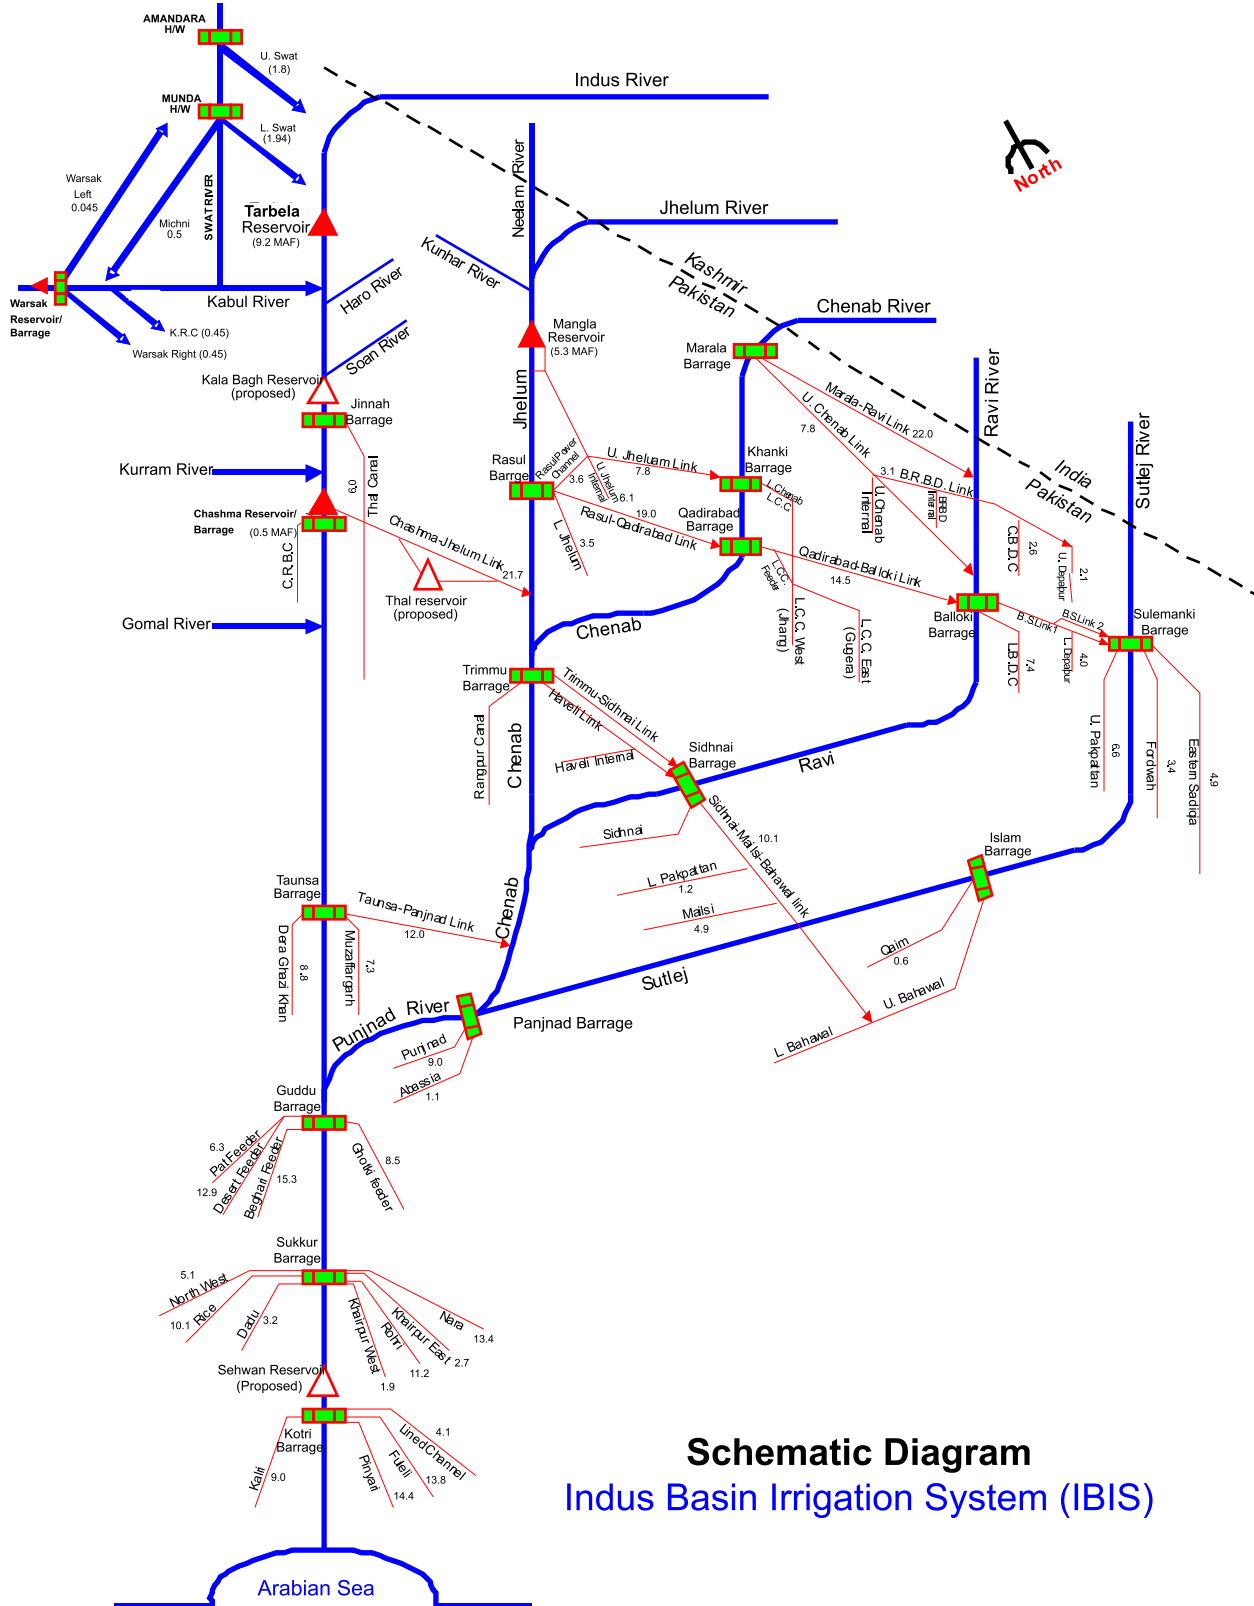 AMANDARA
H/W
U. Swat
(1.8)
Indus River
MUNDA
H/W
L. Swat
(1.94)
Warsak
Left
0.045
Michni
0.5
SWAT RIVER
Tarbela
Reservoir
(9.2 MAF)
Neelam River
Jhelum River
North
Kunhar River
Kashmir
Pakistan
Kabul River
Haro River
Warsak
Reservoir/
Barrage
K.R.C (0.45)
Warsak Right (0.45)
Soan River
Mangla
Reservoir
(5.3 MAF)
Chenab River
Marala
Barrage
Kala Bagh Reservoir
(proposed)
Jinnah
Barrage
Jhelum
Marala-Ravi Link
22.0
U. Chenab Link
7.8
Ravi River
Sutlej River
India
Pakistan
Kurram River
Thal Canal
0.9
Rasul
Barrge
Rasul Power
Channel
3.6
U. Jheluam Link
7.8
U. Jhelum
Internal
6.1
Khanki
Barrage
L.Chenab
L.C.C
3.1
B.R.B.D. Link
U. Chenab
Internal
BRBD
Internal
Chashma Reservoir/
Barrage
(0.5 MAF)
C.R.B.C
Chashma-Jhelum Link
21.7
19.0
Rasul-Qadirabad Link
L. Jhelum
3.5
Qadirabad
Barrage
Qadirabad-Balloki Link
14.5
L.C.C.
Feeder
L.C.C. West
(Jhang)
L.C.C. East
(Gugera)
C.B.D.C
2.6
U. Depalpur
2.1
Thal reservoir
(proposed)
Gomal River
Chenab
Balloki
Barrage
B.S.Link1
B.S.Link 2
L.B.D.C
7.4
L. Depalpur
4.0
Sulemanki
Barrage
U. Pakpattan
6.6
Fordwah
3.4
Eastern Sadiqia
4.9
Trimmu
Barrage
Rangpur Canal
Trimmu-Sidhnai Link
Haveli Link
Haveli Internal
Chenab
Sidhnai
Barrage
Ravi
Sidhnai
Sidhnai-Mailsi-Bahawal link
10.1
Islam
Barrage
L. Pakpattan
1.2
Mailsi
4.9
Taunsa
Barrage
Taunsa-Panjnad Link
12.0
Chenab
Dera Ghazi Khan
8.8
Muzaffargarh
7.3
Qaim
0.6
Sutlej
U. Bahawal
L. Bahawal
Punjnad River
Panjnad Barrage
Punjnad
9.0
Abassia
1.1
Guddu
Barrage
6.3
Pat Feeder
Desert Feeder
12.9
Beghari Feeder
15.3
Ghotki feeder
8.5
Sukkur
Barrage
5.1
North West
Rice
10.1
Dadu
3.2
Khairpur West
1.9
Rohri
11.2
Khairpur East
2.7
Nara
13.4
Sehwan Reservoir
(Proposed)
Kotri
Barrage
Kalri
9.0
Pinyari
14.4
Fuleli
13.8
Lined Channel
4.1
Schematic Diagram
Indus Basin Irrigation System (IBIS)
Arabian Sea